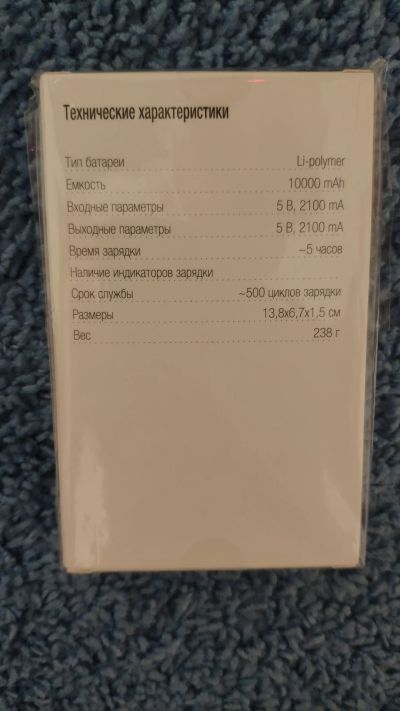 Технические характеристики
Тип батареи Li-polymer
Емкость 10000 mAh
Входные параметры 5 В, 2100 mA
Выходные параметры 5 В, 2100 mA
Время зарядки ~5 часов
Наличие индикаторов зарядки
Срок службы ~500 циклов зарядки
Размеры 13,8x6,7x1,5 см
Вес 238 г